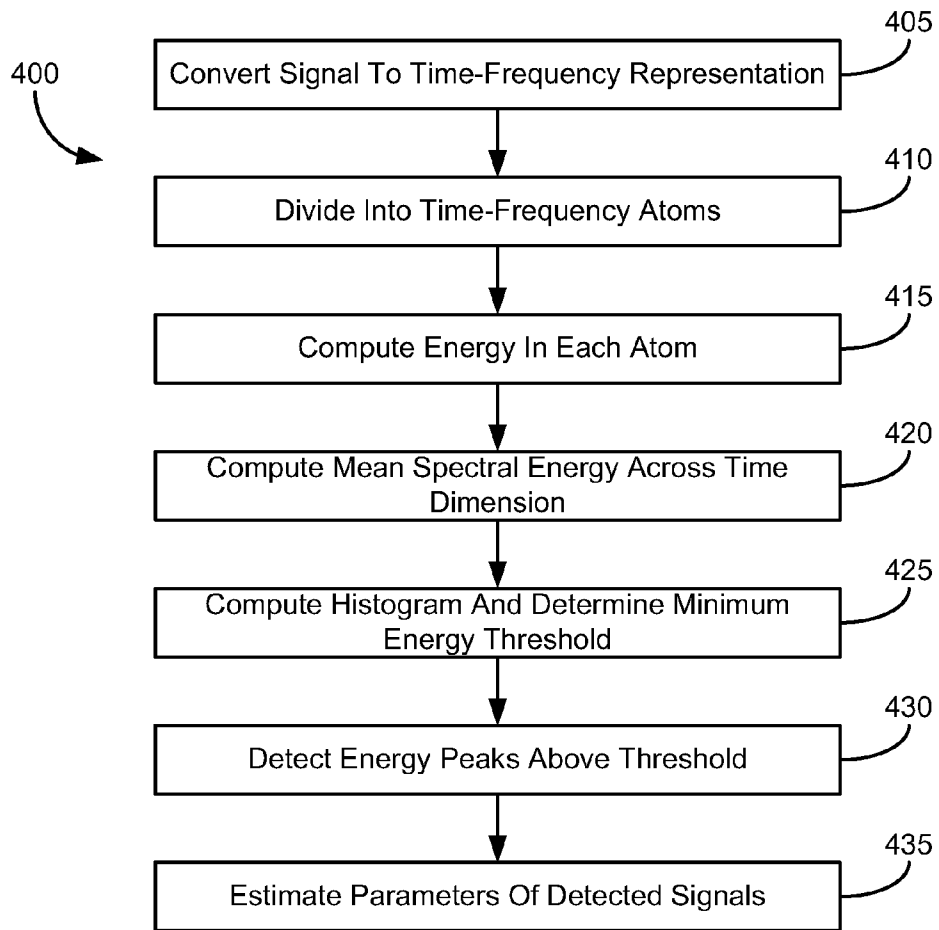 400
405
Convert Signal To Time-Frequency Representation
410
Divide Into Time-Frequency Atoms
415
Compute Energy In Each Atom
420
Compute Mean Spectral Energy Across Time
Dimension
425
Compute Histogram And Determine Minimum
Energy Threshold
430
Detect Energy Peaks Above Threshold
435
Estimate Parameters Of Detected Signals